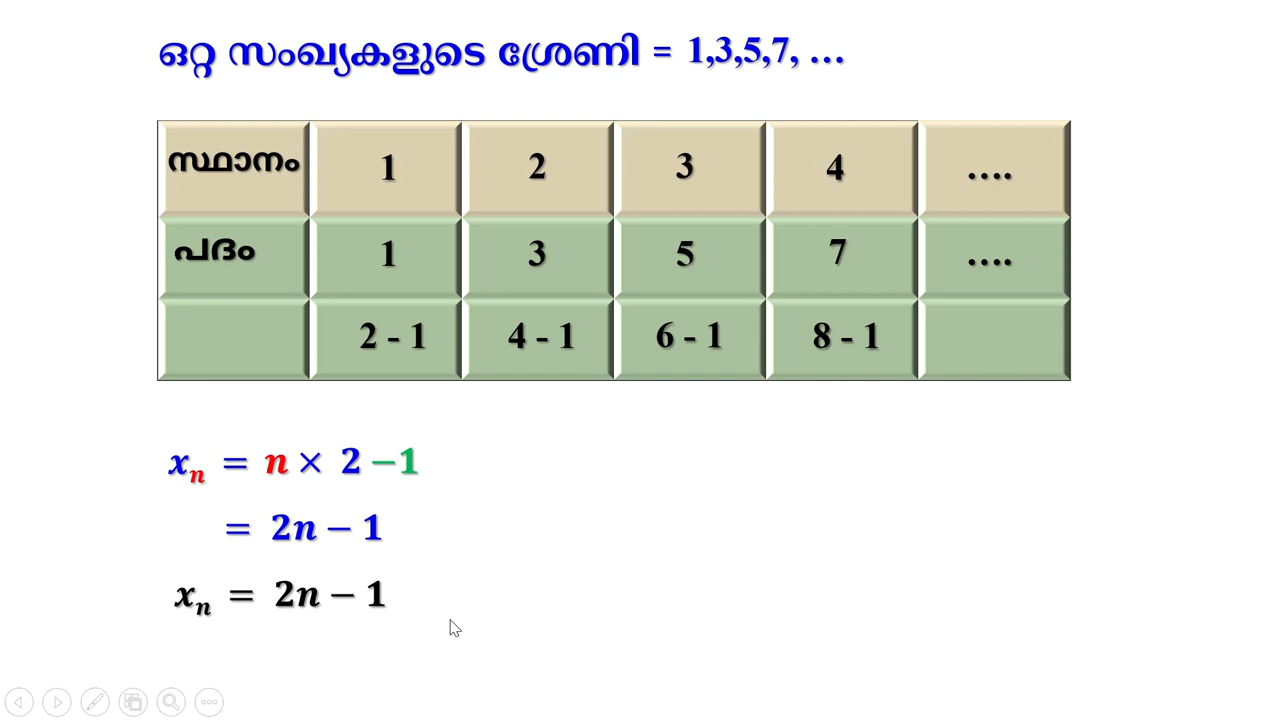 ഒറ്റ സംഖ്യകളുടെ ശ്രേണി = 1,3,5,7, …
സ്ഥാനം 1 2 3 4 ….
പദം 1 3 5 7 ….
2 - 1 4 - 1 6 - 1 8 - 1
xₙ = n × 2 −1
= 2n − 1
xₙ = 2n − 1